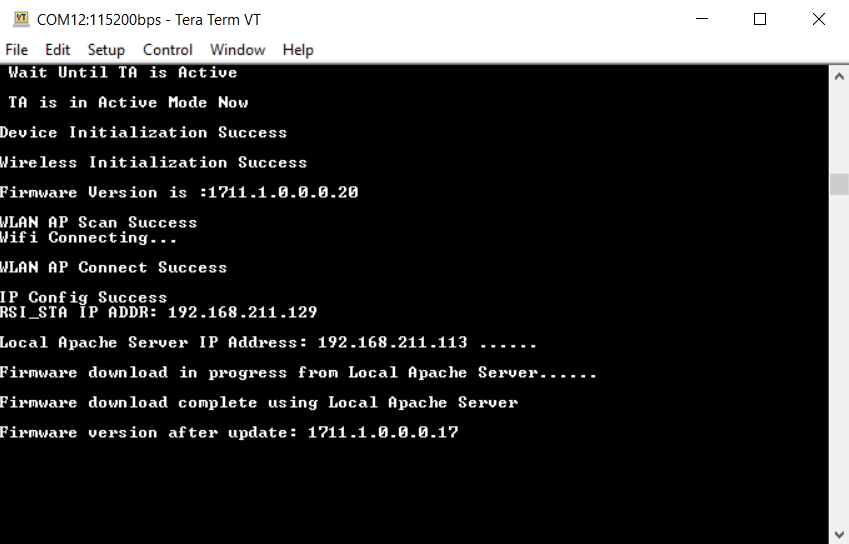 COM12:115200bps - Tera Term VT
File Edit Setup Control Window Help
Wait Until TA is Active
TA is in Active Mode Now
Device Initialization Success
Wireless Initialization Success
Firmware Version is :1711.1.0.0.0.20
WLAN AP Scan Success
Wifi Connecting...
WLAN AP Connect Success
IP Config Success
RSI_STA IP ADDR: 192.168.211.129
Local Apache Server IP Address: 192.168.211.113 ......
Firmware download in progress from Local Apache Server......
Firmware download complete using Local Apache Server
Firmware version after update: 1711.1.0.0.0.17